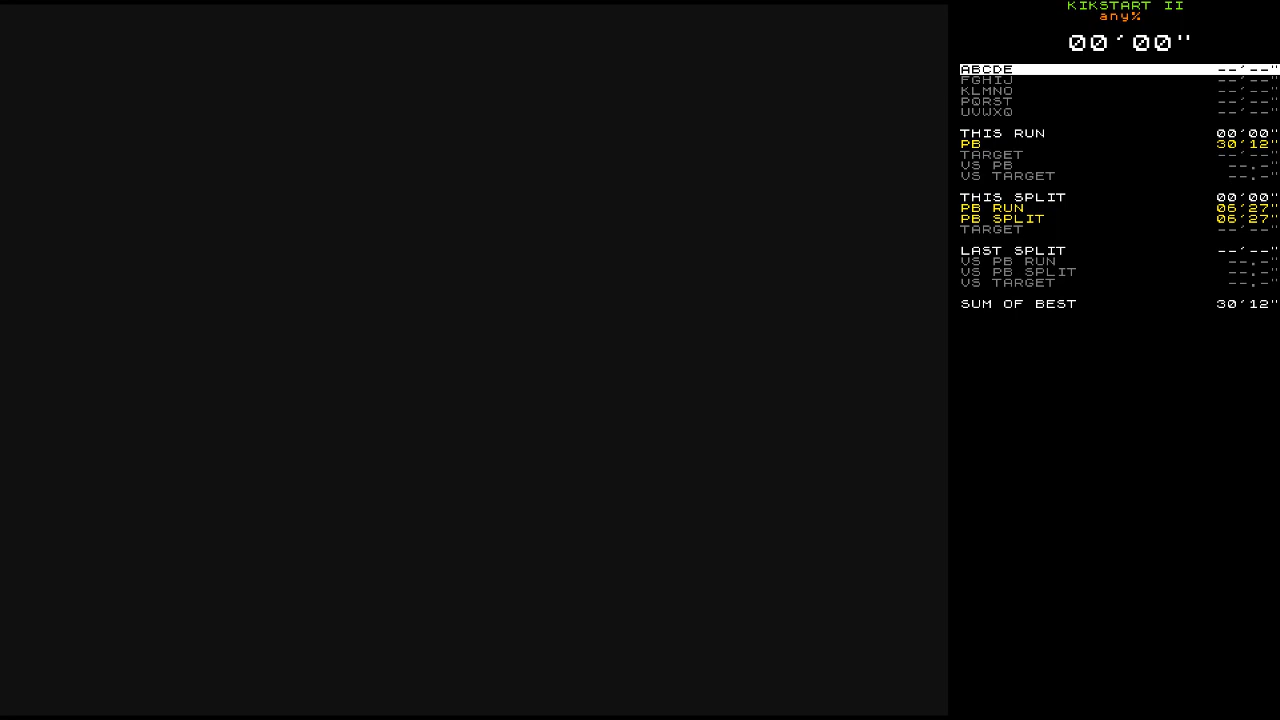 KIKSTART II
any%
00'00"
ABCDE --'--"
FGHIJ --'--"
KLMNO --'--"
PQRST --'--"
UVWXQ --'--"
THIS RUN 00'00"
PB 30'12"
TARGET --'--"
VS PB --.-"
VS TARGET --.-"
THIS SPLIT 00'00"
PB RUN 06'27"
PB SPLIT 06'27"
TARGET --'--"
LAST SPLIT --'--"
VS PB RUN --.-"
VS PB SPLIT --.-"
VS TARGET --.-"
SUM OF BEST 30'12"